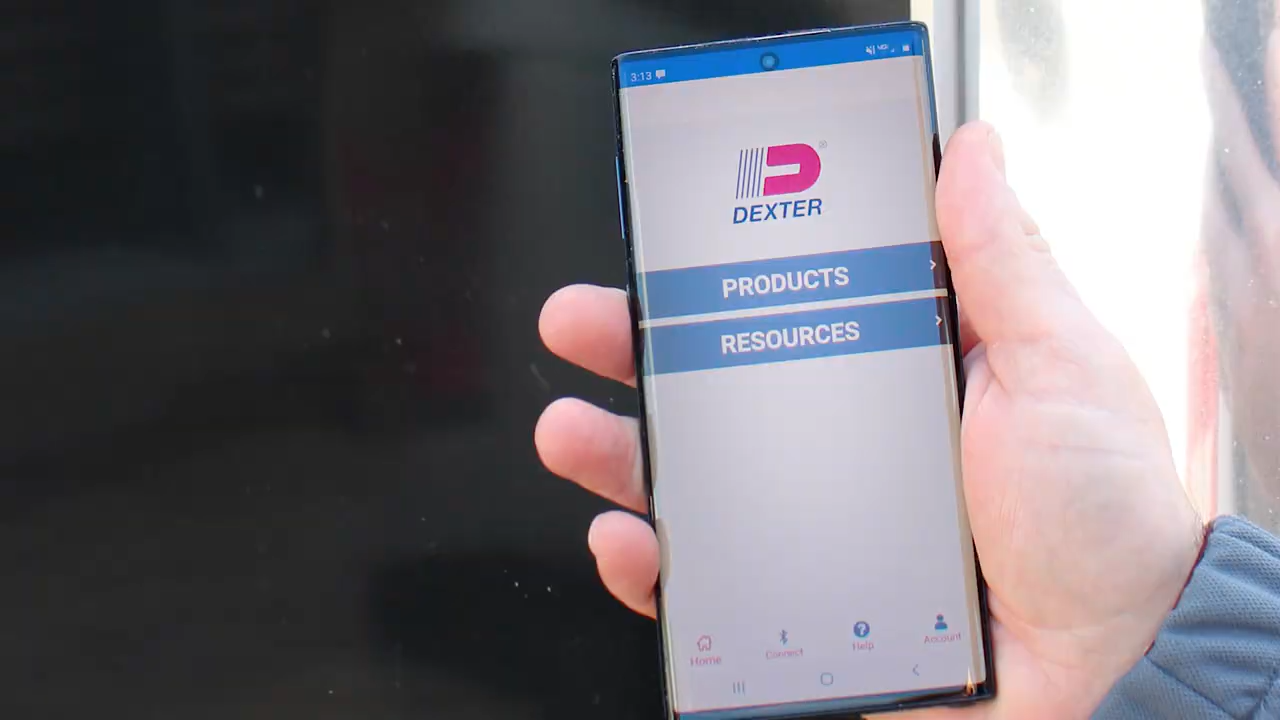 3:13
DEXTER
PRODUCTS
RESOURCES
Home
Connect
Help
Account